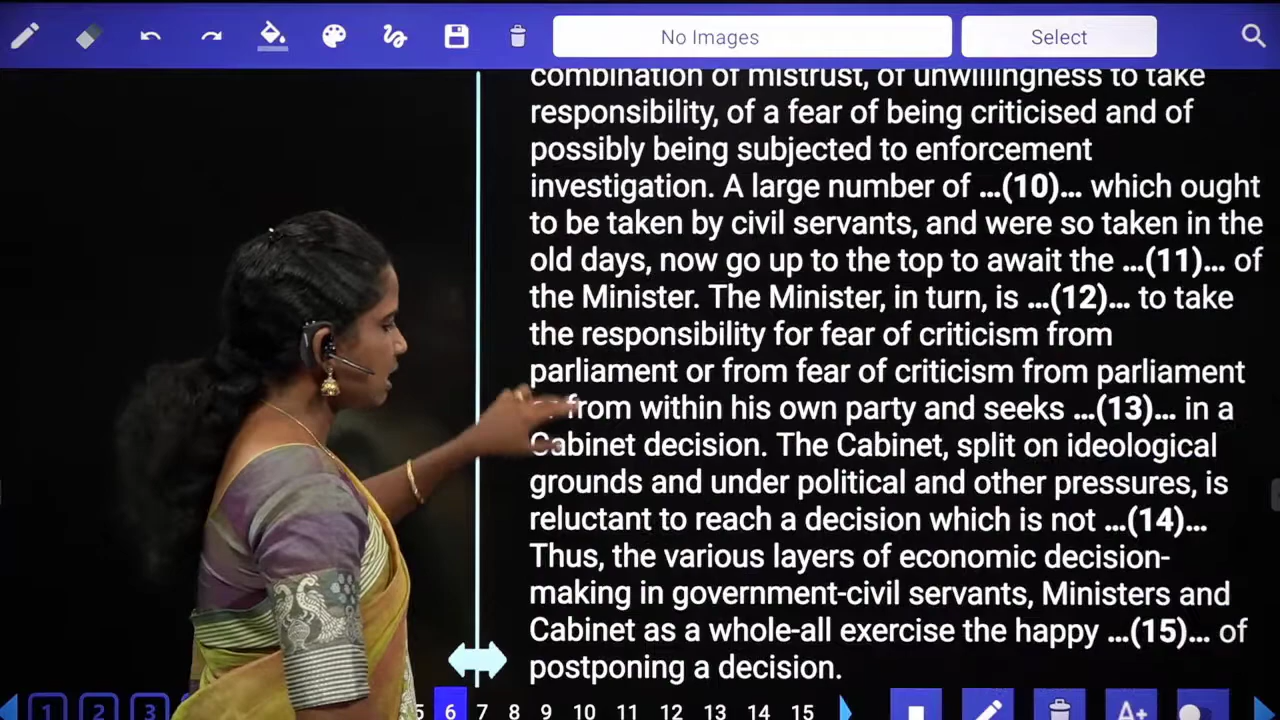 No Images
Select
combination of mistrust, of unwillingness to take
responsibility, of a fear of being criticised and of
possibly being subjected to enforcement
investigation. A large number of ...(10)... which ought
to be taken by civil servants, and were so taken in the
old days, now go up to the top to await the ...(11)... of
the Minister. The Minister, in turn, is ...(12)... to take
the responsibility for fear of criticism from
parliament or from fear of criticism from parliament
from within his own party and seeks ...(13)... in a
Cabinet decision. The Cabinet, split on ideological
grounds and under political and other pressures, is
reluctant to reach a decision which is not ...(14)...
Thus, the various layers of economic decision-
making in government-civil servants, Ministers and
Cabinet as a whole-all exercise the happy ...(15)... of
postponing a decision.
1 2 3 5 6 7 8 9 10 11 12 13 14 15 A+